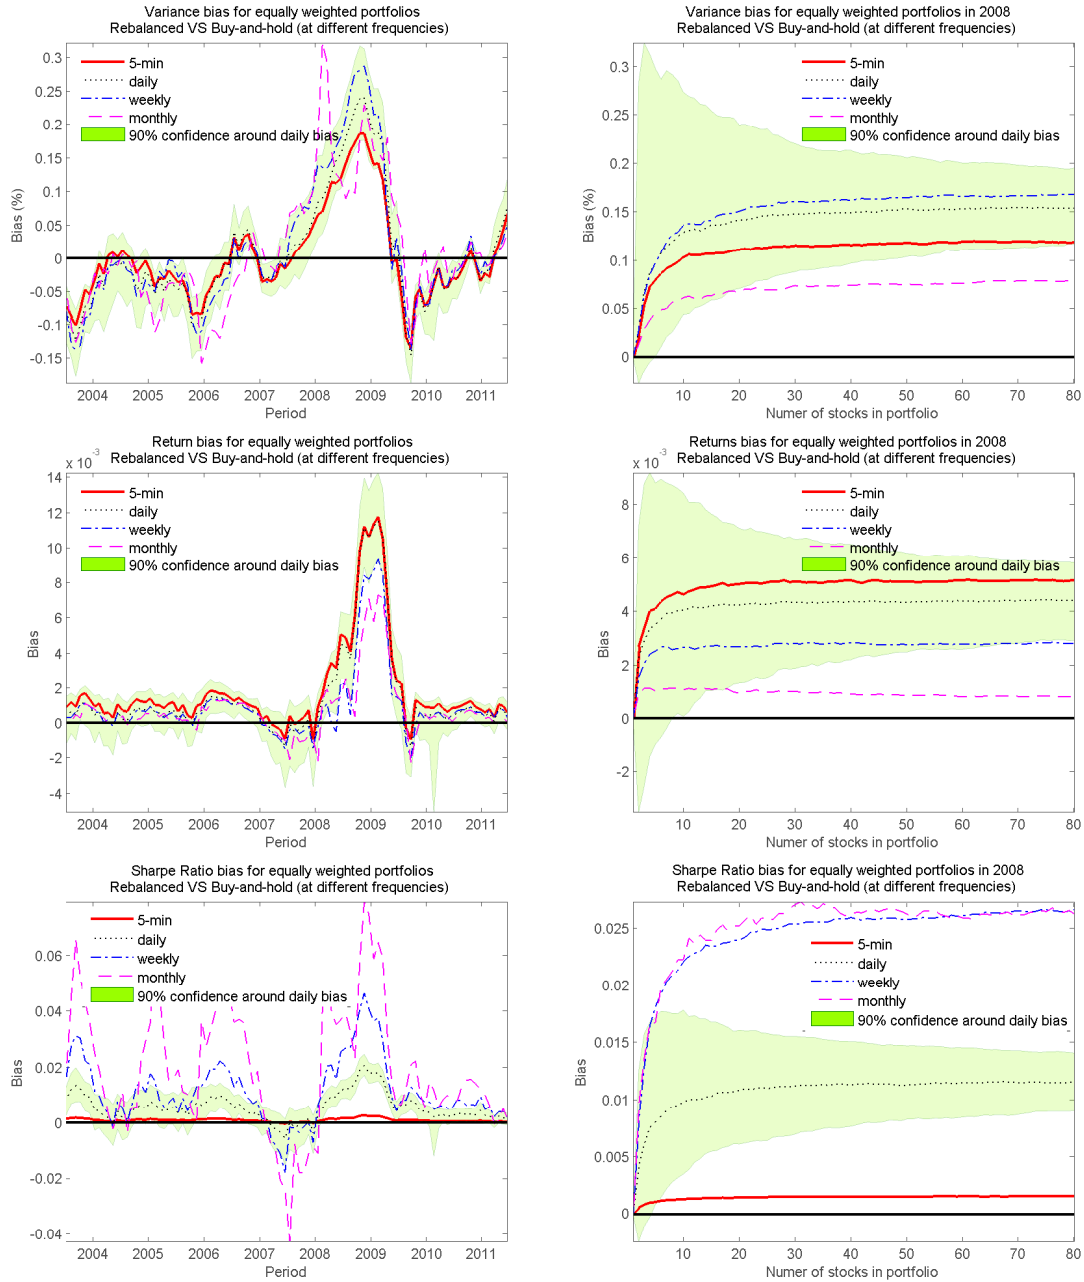 Variance bias for equally weighted portfolios
Rebalanced VS Buy-and-hold (at different frequencies)
0.3
0.25
0.2
0.15
0.1
0.05
0
-0.05
-0.1
-0.15
Bias (%)
5-min
daily
weekly
monthly
90% confidence around daily bias
2004 2005 2006 2007 2008 2009 2010 2011
Period
Variance bias for equally weighted portfolios in 2008
Rebalanced VS Buy-and-hold (at different frequencies)
0.3
0.25
0.2
0.15
0.1
0.05
0
Bias (%)
5-min
daily
weekly
monthly
90% confidence around daily bias
10 20 30 40 50 60 70 80
Numer of stocks in portfolio
Return bias for equally weighted portfolios
Rebalanced VS Buy-and-hold (at different frequencies)
x 10⁻³
14
12
10
8
6
4
2
0
-2
-4
Bias
5-min
daily
weekly
monthly
90% confidence around daily bias
2004 2005 2006 2007 2008 2009 2010 2011
Period
Returns bias for equally weighted portfolios in 2008
Rebalanced VS Buy-and-hold (at different frequencies)
x 10⁻³
8
6
4
2
0
-2
Bias
5-min
daily
weekly
monthly
90% confidence around daily bias
10 20 30 40 50 60 70 80
Numer of stocks in portfolio
Sharpe Ratio bias for equally weighted portfolios
Rebalanced VS Buy-and-hold (at different frequencies)
0.06
0.04
0.02
0
-0.02
-0.04
Bias
5-min
daily
weekly
monthly
90% confidence around daily bias
2004 2005 2006 2007 2008 2009 2010 2011
Period
Sharpe Ratio bias for equally weighted portfolios in 2008
Rebalanced VS Buy-and-hold (at different frequencies)
0.025
0.02
0.015
0.01
0.005
0
Bias
5-min
daily
weekly
monthly
90% confidence around daily bias
10 20 30 40 50 60 70 80
Numer of stocks in portfolio